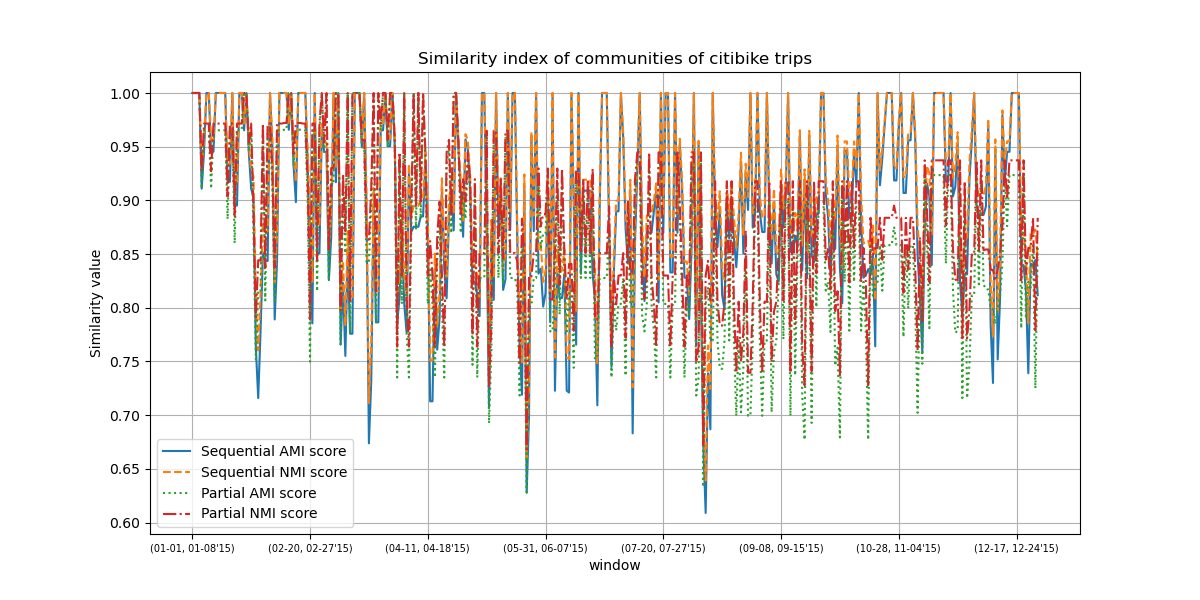 Similarity index of communities of citibike trips
1.00
0.95
0.90
0.85
0.80
0.75
0.70
0.65
0.60
Similarity value
Sequential AMI score
Sequential NMI score
Partial AMI score
Partial NMI score
(01-01, 01-08'15) (02-20, 02-27'15) (04-11, 04-18'15) (05-31, 06-07'15) (07-20, 07-27'15) (09-08, 09-15'15) (10-28, 11-04'15) (12-17, 12-24'15)
window